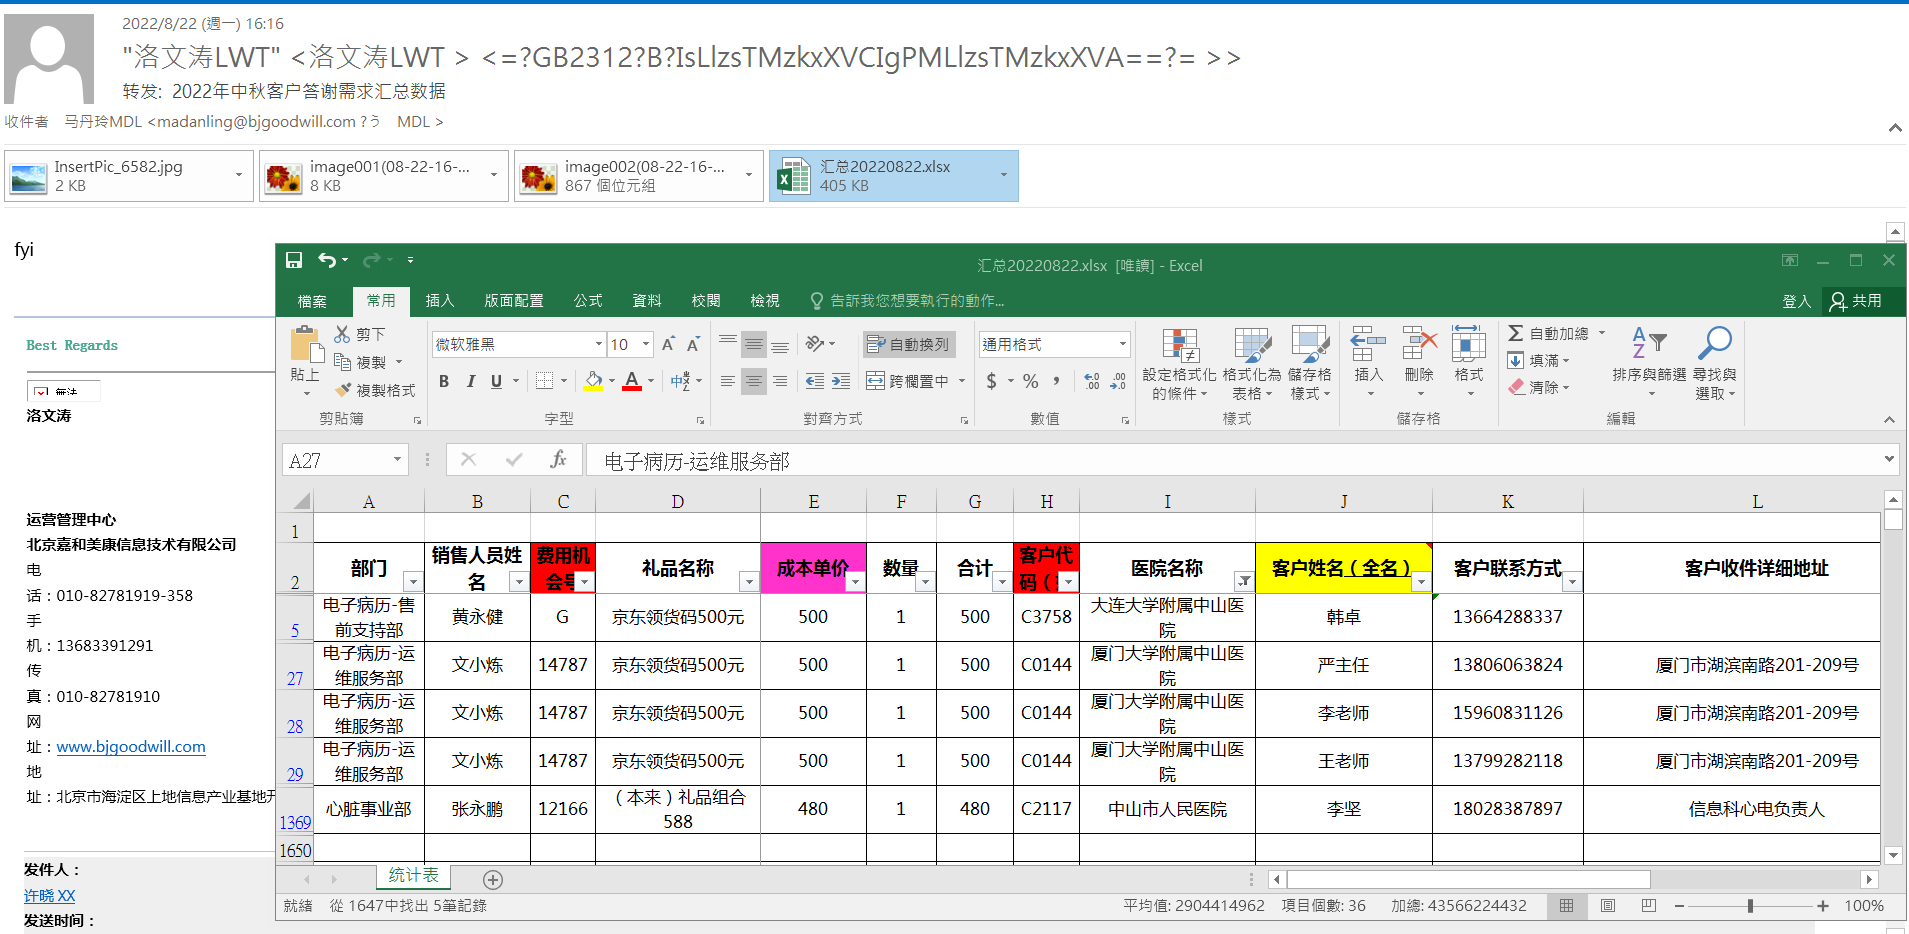 2022/8/22 (週一) 16:16
"洛文涛LWT" <洛文涛LWT > <=?GB2312?B?IsLlzsTMzkxXVCIgPMLlzsTMzkxXVA==?= >>
转发: 2022年中秋客户答谢需求汇总数据
收件者 马丹玲MDL <madanling@bjgoodwill.com ?う MDL >
InsertPic_6582.jpg
2 KB
image001(08-22-16-...
8 KB
image002(08-22-16-...
867 個位元組
汇总20220822.xlsx
405 KB
fyi
Best Regards
無法
洛文涛
运营管理中心
北京嘉和美康信息技术有限公司
电
话：010-82781919-358
手
机：13683391291
传
真：010-82781910
网
址：www.bjgoodwill.com
地
址：北京市海淀区上地信息产业基地开
发件人：
许晓 XX
发送时间：
汇总20220822.xlsx [唯讀] - Excel
檔案 常用 插入 版面配置 公式 資料 校閱 檢視 告訴我您想要執行的動作... 登入 共用
貼上 剪下 複製 複製格式 剪貼簿
微软雅黑 10 B I U A A A 中 字型
自動換列 跨欄置中 對齊方式
通用格式 $ % , 數值
設定格式化的條件 格式化為表格 儲存格樣式 樣式
插入 刪除 格式 儲存格
Σ 自動加總 填滿 清除 排序與篩選 尋找與選取 編輯
A27 fx 电子病历-运维服务部
A B C D E F G H I J K L
1
2 部门 销售人员姓名 费用机会号 礼品名称 成本单价 数量 合计 客户代码（ 医院名称 客户姓名（全名） 客户联系方式 客户收件详细地址
5 电子病历-售前支持部 黄永健 G 京东领货码500元 500 1 500 C3758 大连大学附属中山医院 韩卓 13664288337
27 电子病历-运维服务部 文小炼 14787 京东领货码500元 500 1 500 C0144 厦门大学附属中山医院 严主任 13806063824 厦门市湖滨南路201-209号
28 电子病历-运维服务部 文小炼 14787 京东领货码500元 500 1 500 C0144 厦门大学附属中山医院 李老师 15960831126 厦门市湖滨南路201-209号
29 电子病历-运维服务部 文小炼 14787 京东领货码500元 500 1 500 C0144 厦门大学附属中山医院 王老师 13799282118 厦门市湖滨南路201-209号
1369 心脏事业部 张永鹏 12166 （本来）礼品组合588 480 1 480 C2117 中山市人民医院 李坚 18028387897 信息科心电负责人
1650
统计表
就緒 從 1647中找出 5筆記錄 平均值: 2904414962 項目個數: 36 加總: 43566224432 100%